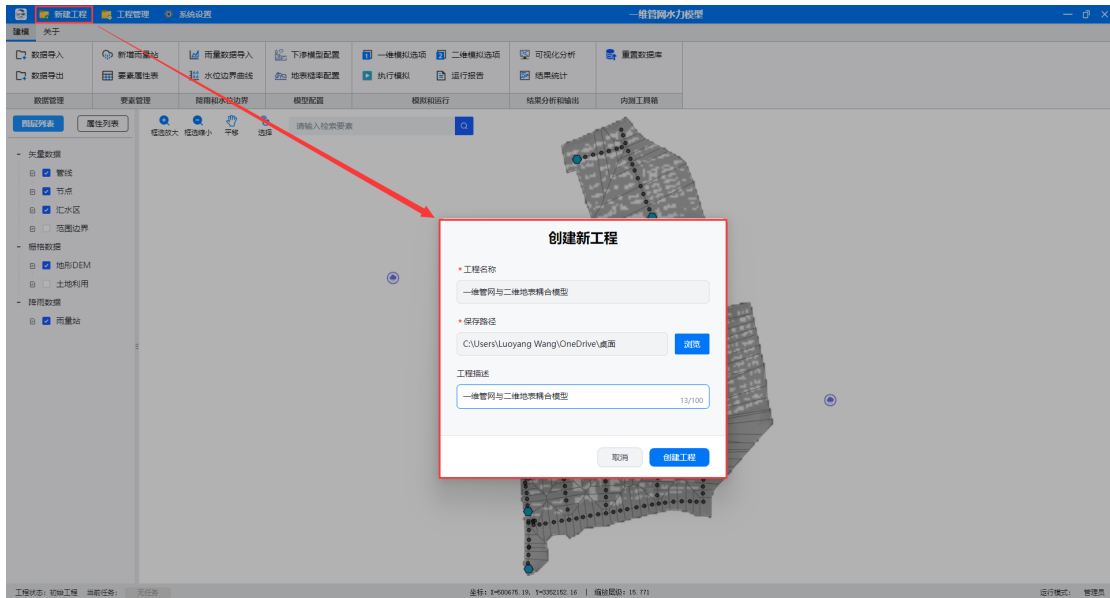 新建工程 工程管理 系统设置 一维管网水力模型
建模 关于
数据导入 新增雨量站 雨量数据导入 下渗模型配置 一维模拟选项 二维模拟选项 可视化分析 重置数据库
数据导出 要素属性表 水位边界曲线 地表糙率配置 执行模拟 运行报告 结果统计
数据管理 要素管理 降雨和水位边界 模型配置 模拟和运行 结果分析和输出 内测工具箱
图层列表 属性列表 框选放大 框选缩小 平移 选择 请输入检索要素
矢量数据
管线
节点
汇水区
范围边界
栅格数据
地形DEM
土地利用
降雨数据
雨量站
创建新工程
* 工程名称
一维管网与二维地表耦合模型
* 保存路径
C:\Users\Luoyang Wang\OneDrive\桌面 浏览
工程描述
一维管网与二维地表耦合模型
13/100
取消 创建工程
工程状态: 初始工程 当前任务: 无任务 坐标: X=500675.19, Y=3352152.16 | 缩放层级: 15.771 运行模式: 管理员